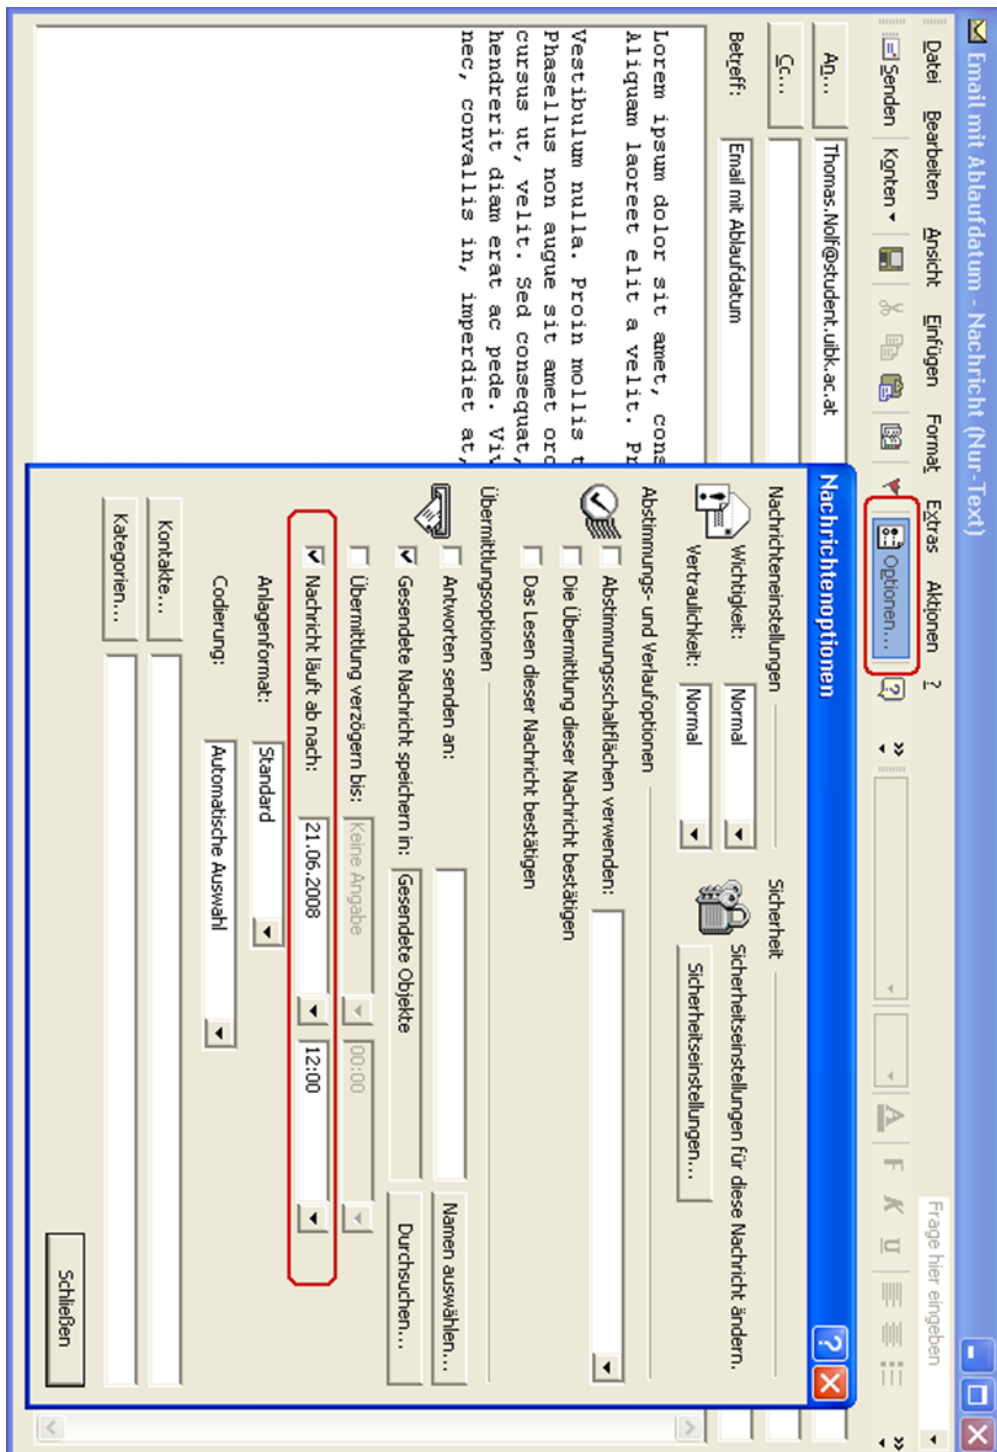 Email mit Ablaufdatum - Nachricht (Nur-Text)
Datei Bearbeiten Ansicht Einfügen Format Extras Aktionen ? Frage hier eingeben
Senden Konten Optionen... A F K U
An... Thomas.Nolf@student.uibk.ac.at
Cc...
Betreff: Email mit Ablaufdatum
Lorem ipsum dolor sit amet, cons
Aliquam laoreet elit a velit. Pr
Vestibulum nulla. Proin mollis t
Phasellus non augue sit amet orc
cursus ut, velit. Sed consequat,
hendrerit diam erat ac pede. Viv
nec, convallis in, imperdiet at,
Nachrichtenoptionen
Nachrichteneinstellungen
Wichtigkeit: Normal
Vertraulichkeit: Normal
Sicherheit
Sicherheitseinstellungen für diese Nachricht ändern.
Sicherheitseinstellungen...
Abstimmungs- und Verlaufoptionen
Abstimmungsschaltflächen verwenden:
Die Übermittlung dieser Nachricht bestätigen
Das Lesen dieser Nachricht bestätigen
Übermittlungsoptionen
Antworten senden an: Namen auswählen...
Gesendete Nachricht speichern in: Gesendete Objekte Durchsuchen...
Übermittlung verzögern bis: Keine Angabe 00:00
Nachricht läuft ab nach: 21.06.2008 12:00
Anlagenformat: Standard
Codierung: Automatische Auswahl
Kontakte...
Kategorien...
Schließen